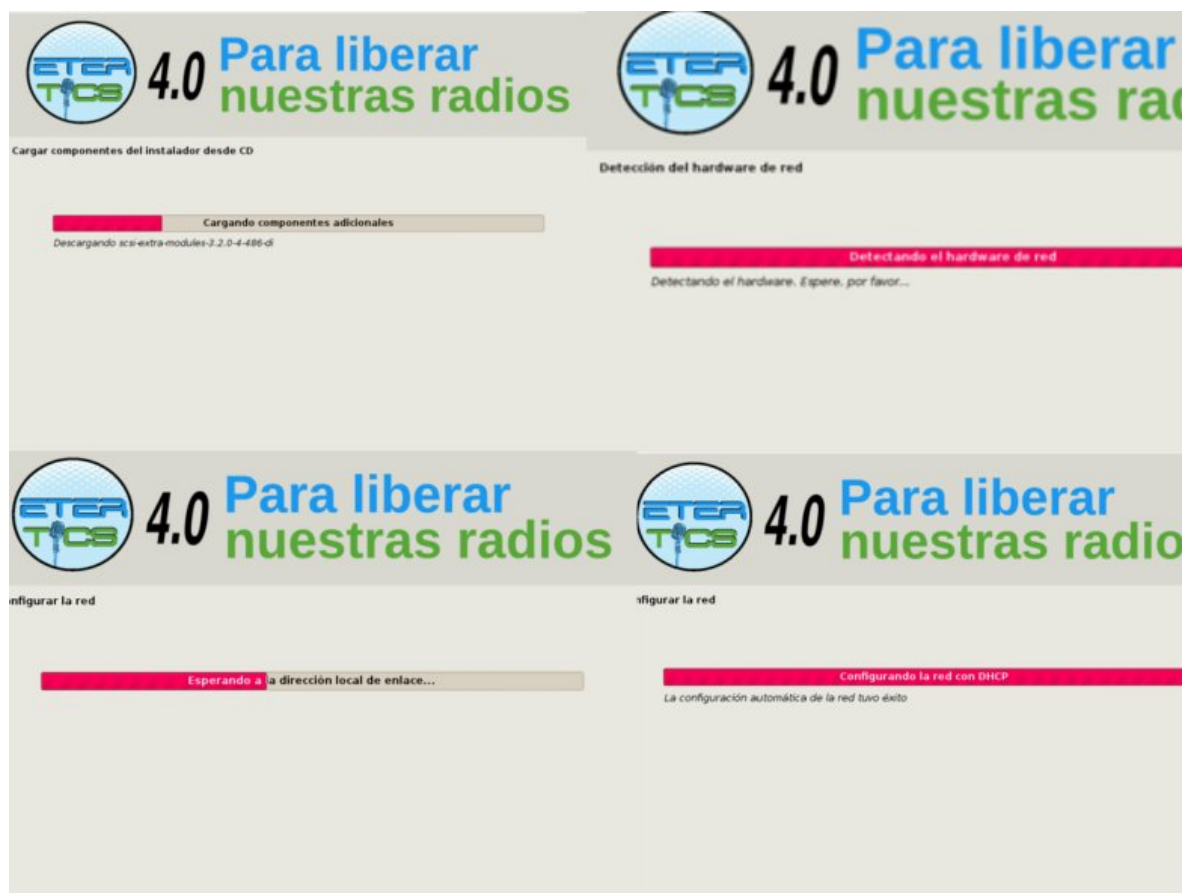 ETER
TICS
4.0
Para liberar
nuestras radios
Cargar componentes del instalador desde CD
Cargando componentes adicionales
Descargando scsi-extra-modules-3.2.0-4-486-di
ETER
TICS
4.0
Para liberar
nuestras rad
Detección del hardware de red
Detectando el hardware de red
Detectando el hardware. Espere, por favor...
ETER
TICS
4.0
Para liberar
nuestras radios
nfigurar la red
Esperando a la dirección local de enlace...
ETER
TICS
4.0
Para liberar
nuestras radio
nfigurar la red
Configurando la red con DHCP
La configuración automática de la red tuvo éxito